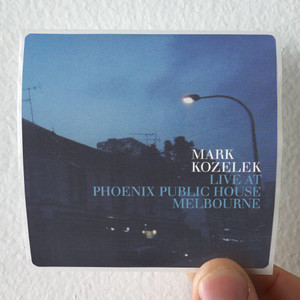 MARK
KOZELEK
LIVE AT
PHOENIX PUBLIC HOUSE
MELBOURNE